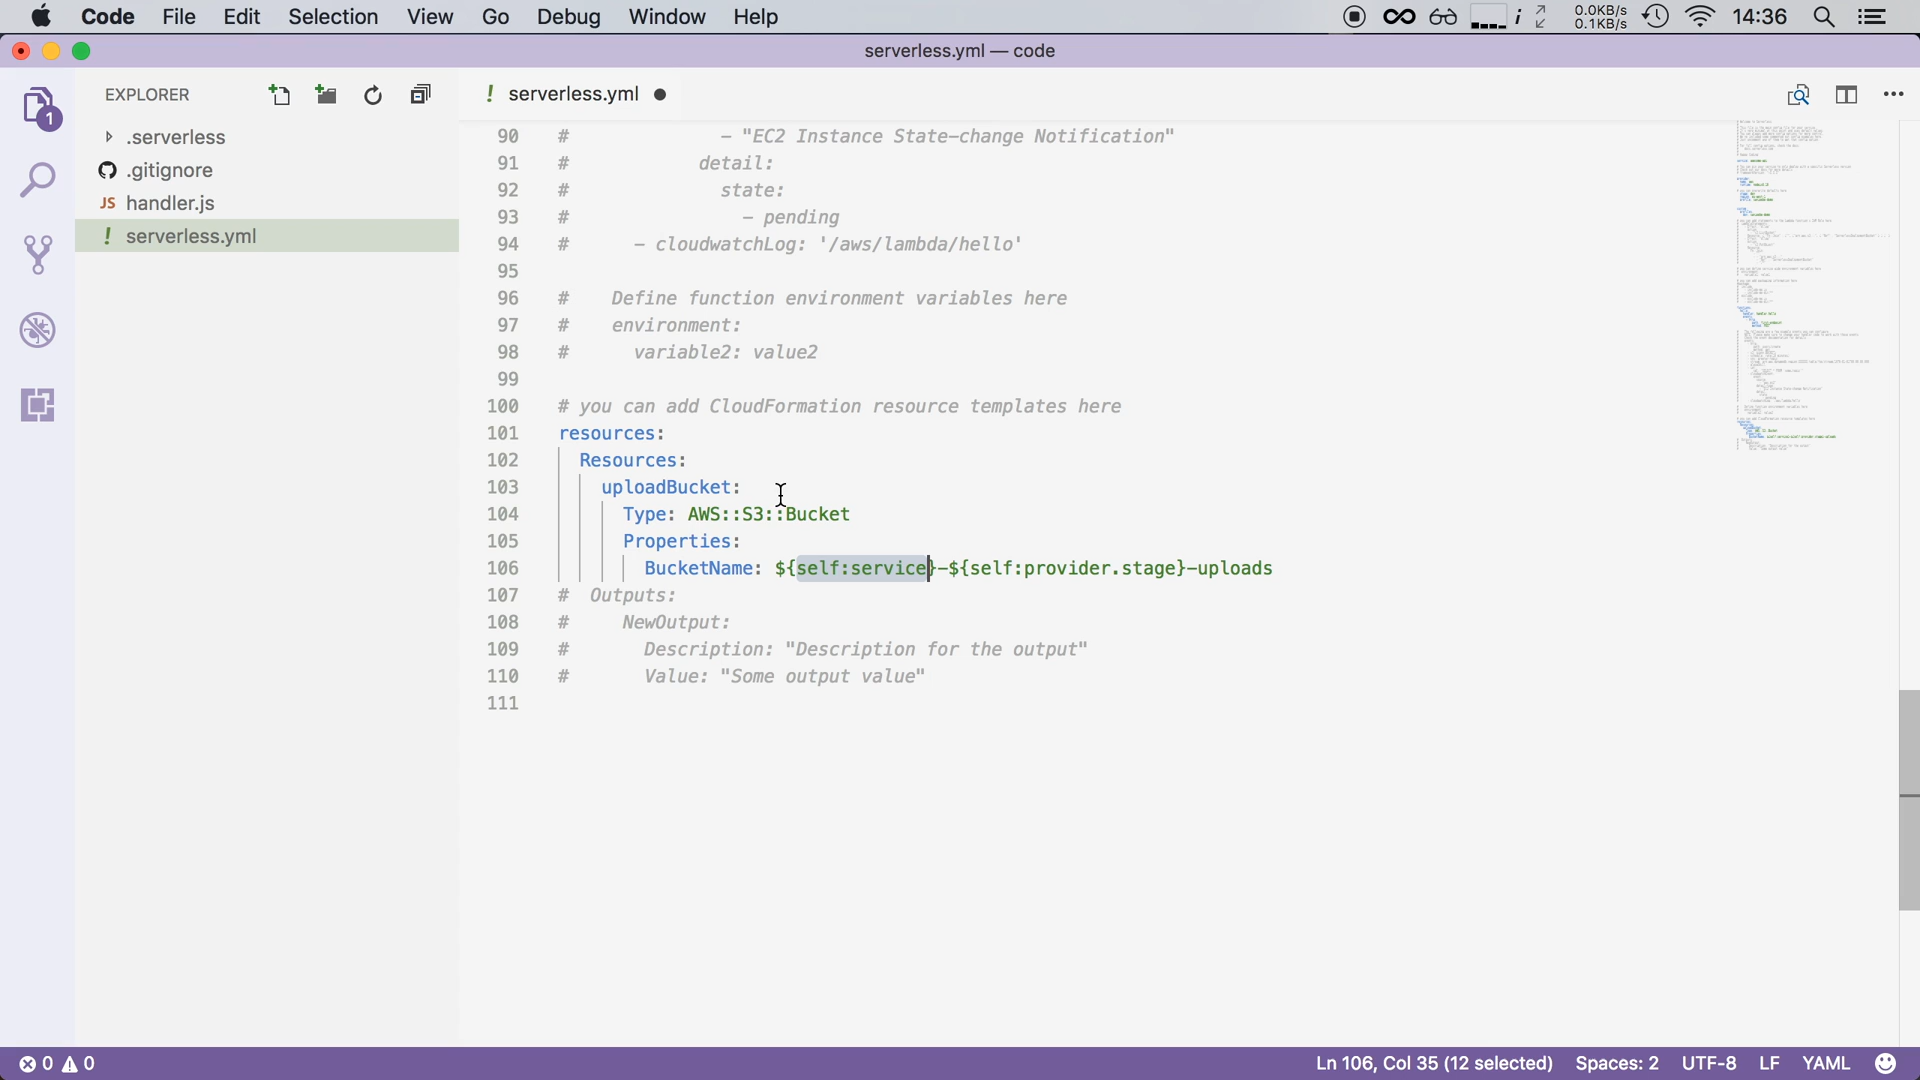 Code File Edit Selection View Go Debug Window Help
0.0KB/s
0.1KB/s
14:36
serverless.yml — code
EXPLORER
! serverless.yml ●
1
.serverless
.gitignore
JS handler.js
! serverless.yml
90 # - "EC2 Instance State-change Notification"
91 # detail:
92 # state:
93 # - pending
94 # - cloudwatchLog: '/aws/lambda/hello'
95
96 # Define function environment variables here
97 # environment:
98 # variable2: value2
99
100 # you can add CloudFormation resource templates here
101 resources:
102 Resources:
103 uploadBucket:
104 Type: AWS::S3::Bucket
105 Properties:
106 BucketName: ${self:service}-${self:provider.stage}-uploads
107 # Outputs:
108 # NewOutput:
109 # Description: "Description for the output"
110 # Value: "Some output value"
111
0 0 Ln 106, Col 35 (12 selected) Spaces: 2 UTF-8 LF YAML